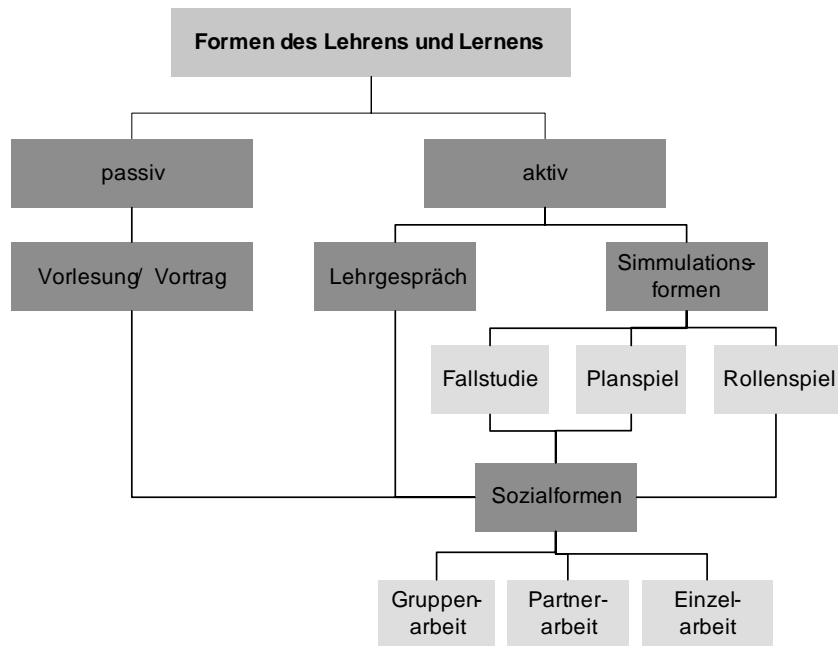 Formen des Lehrens und Lernens
passiv
aktiv
Vorlesung/ Vortrag
Lehrgespräch
Simmulations-
formen
Fallstudie
Planspiel
Rollenspiel
Sozialformen
Gruppen-
arbeit
Partner-
arbeit
Einzel-
arbeit